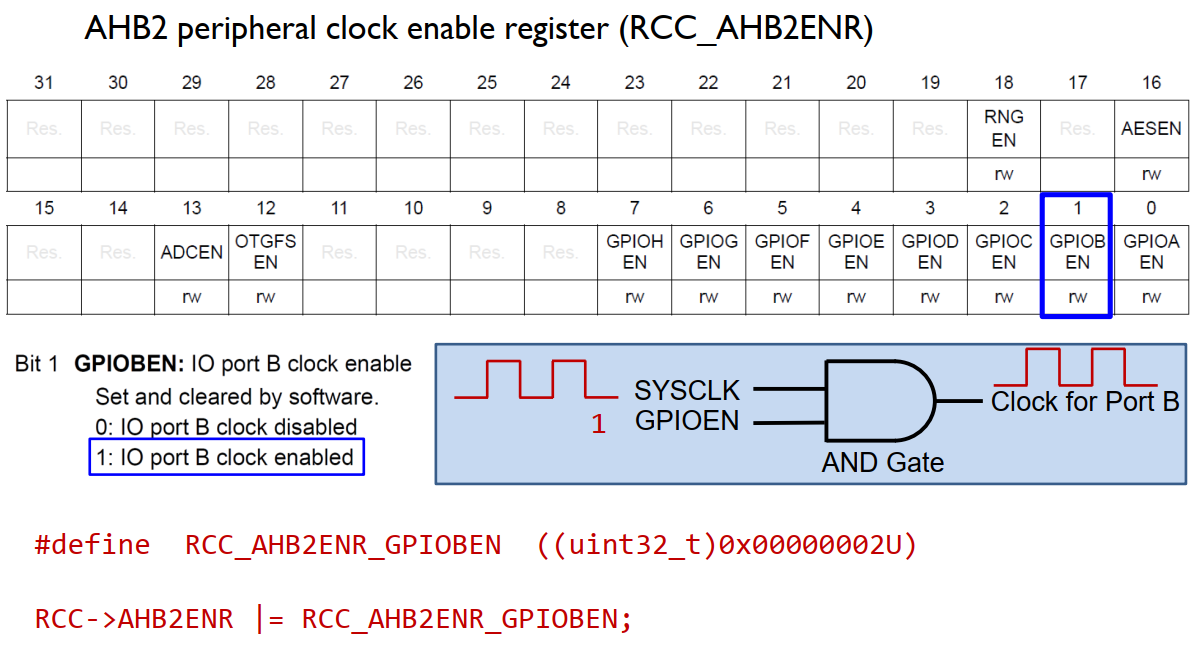 AHB2 peripheral clock enable register (RCC_AHB2ENR)
31 30 29 28 27 26 25 24 23 22 21 20 19 18 17 16
Res. Res. Res. Res. Res. Res. Res. Res. Res. Res. Res. Res. Res. RNG EN Res. AESEN
rw rw
15 14 13 12 11 10 9 8 7 6 5 4 3 2 1 0
Res. Res. ADCEN OTGFS EN Res. Res. Res. Res. GPIOH EN GPIOG EN GPIOF EN GPIOE EN GPIOD EN GPIOC EN GPIOB EN GPIOA EN
rw rw rw rw rw rw rw rw rw rw
Bit 1 GPIOBEN: IO port B clock enable
Set and cleared by software.
0: IO port B clock disabled
1: IO port B clock enabled
SYSCLK
1 GPIOEN
Clock for Port B
AND Gate
#define RCC_AHB2ENR_GPIOBEN ((uint32_t)0x00000002U)
RCC->AHB2ENR |= RCC_AHB2ENR_GPIOBEN;